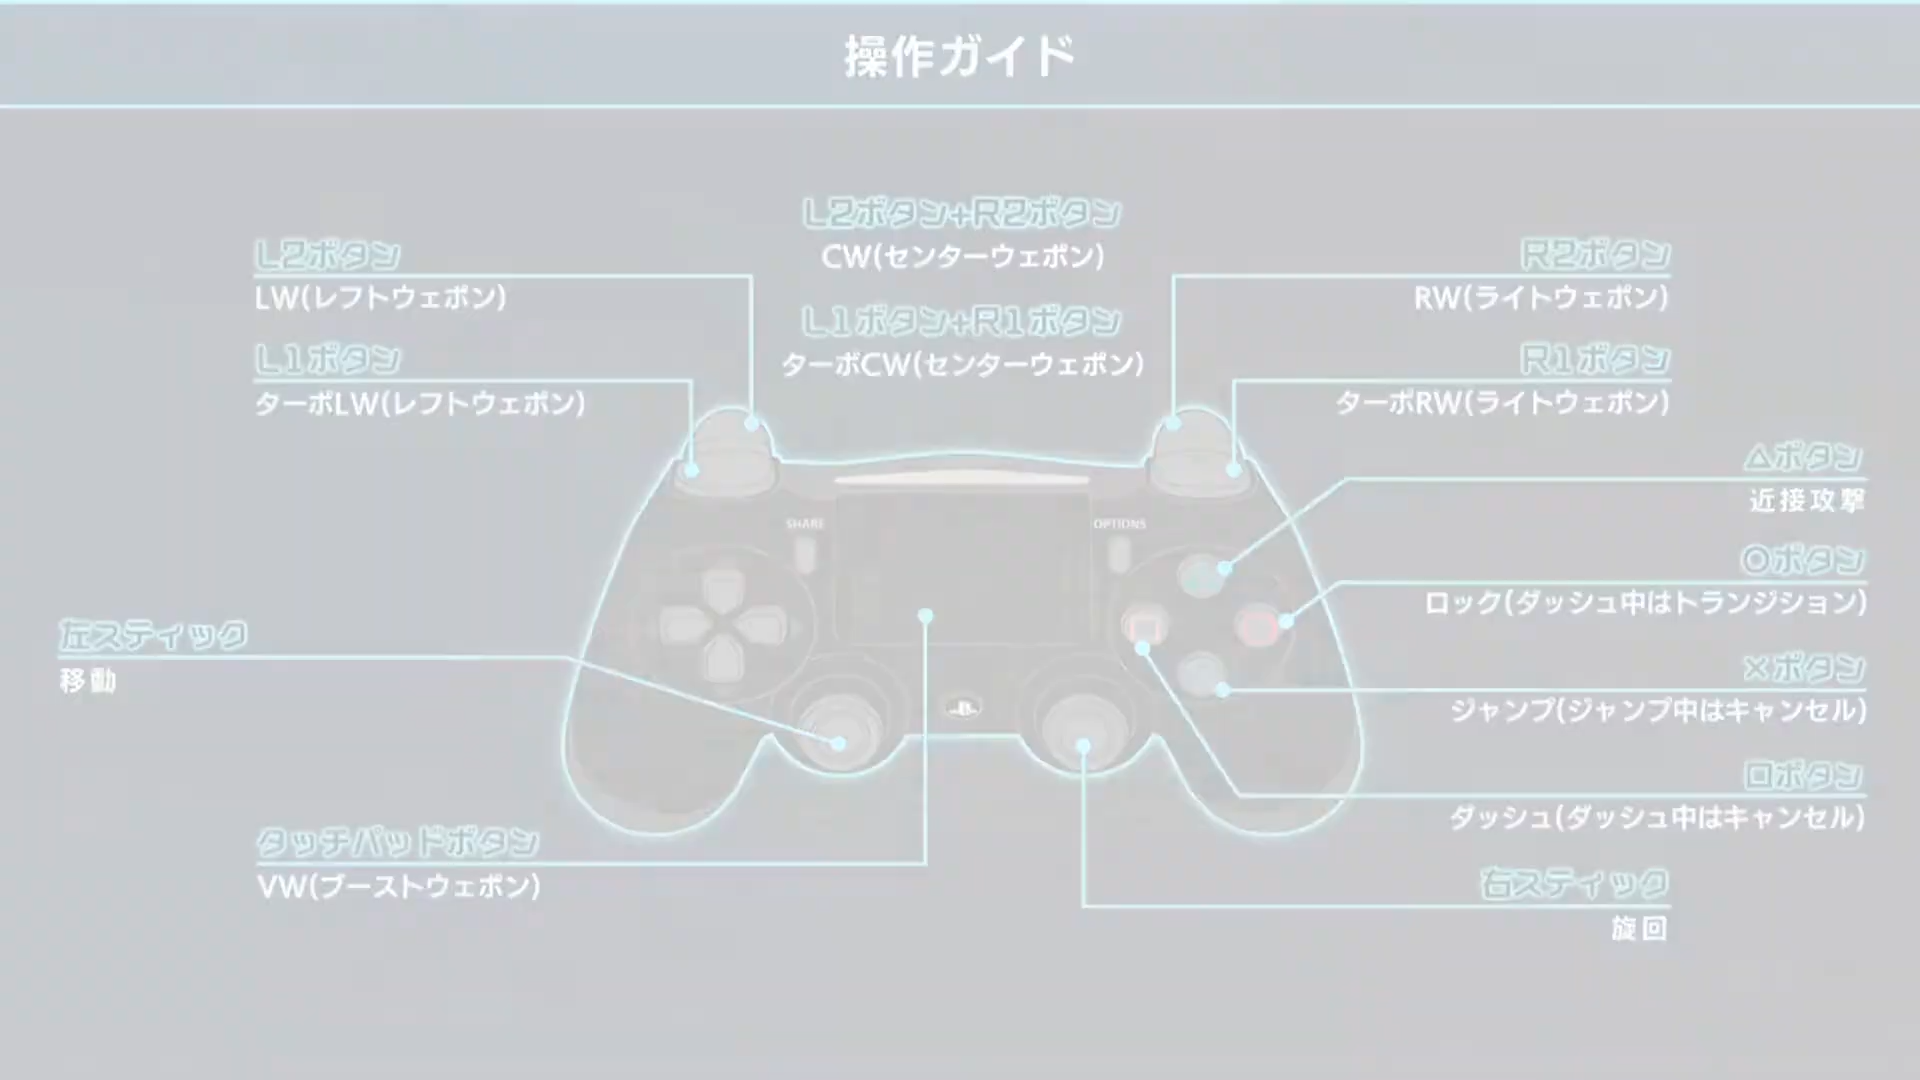 操作ガイド
L2ボタン+R2ボタン
CW(センターウェポン)
L2ボタン
LW(レフトウェポン)
R2ボタン
RW(ライトウェポン)
L1ボタン+R1ボタン
ターボCW(センターウェポン)
L1ボタン
ターボLW(レフトウェポン)
R1ボタン
ターボRW(ライトウェポン)
△ボタン
近接攻撃
SHARE
OPTIONS
○ボタン
ロック(ダッシュ中はトランジション)
左スティック
移動
×ボタン
ジャンプ(ジャンプ中はキャンセル)
□ボタン
ダッシュ(ダッシュ中はキャンセル)
タッチパッドボタン
VW(ブーストウェポン)
右スティック
旋回